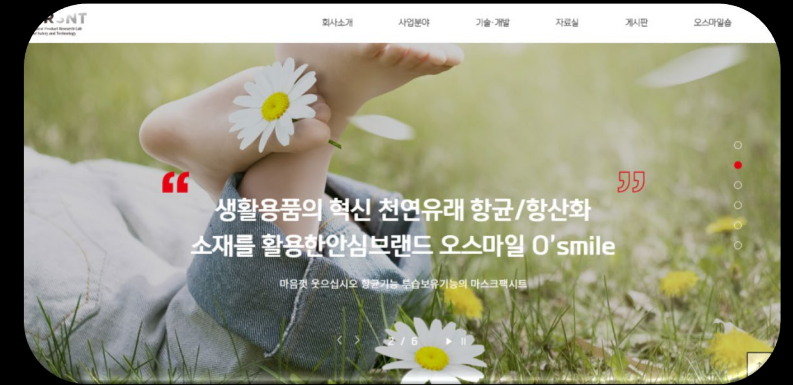 회사소개 사업분야 기술·개발 자료실 게시판 오스마일숍
생활용품의 혁신 천연유래 항균/항산화
소재를 활용한안심브랜드 오스마일 O'smile
마음껏 웃으십시오 항균기능 투습보유기능의 마스크팩시트
2 / 6